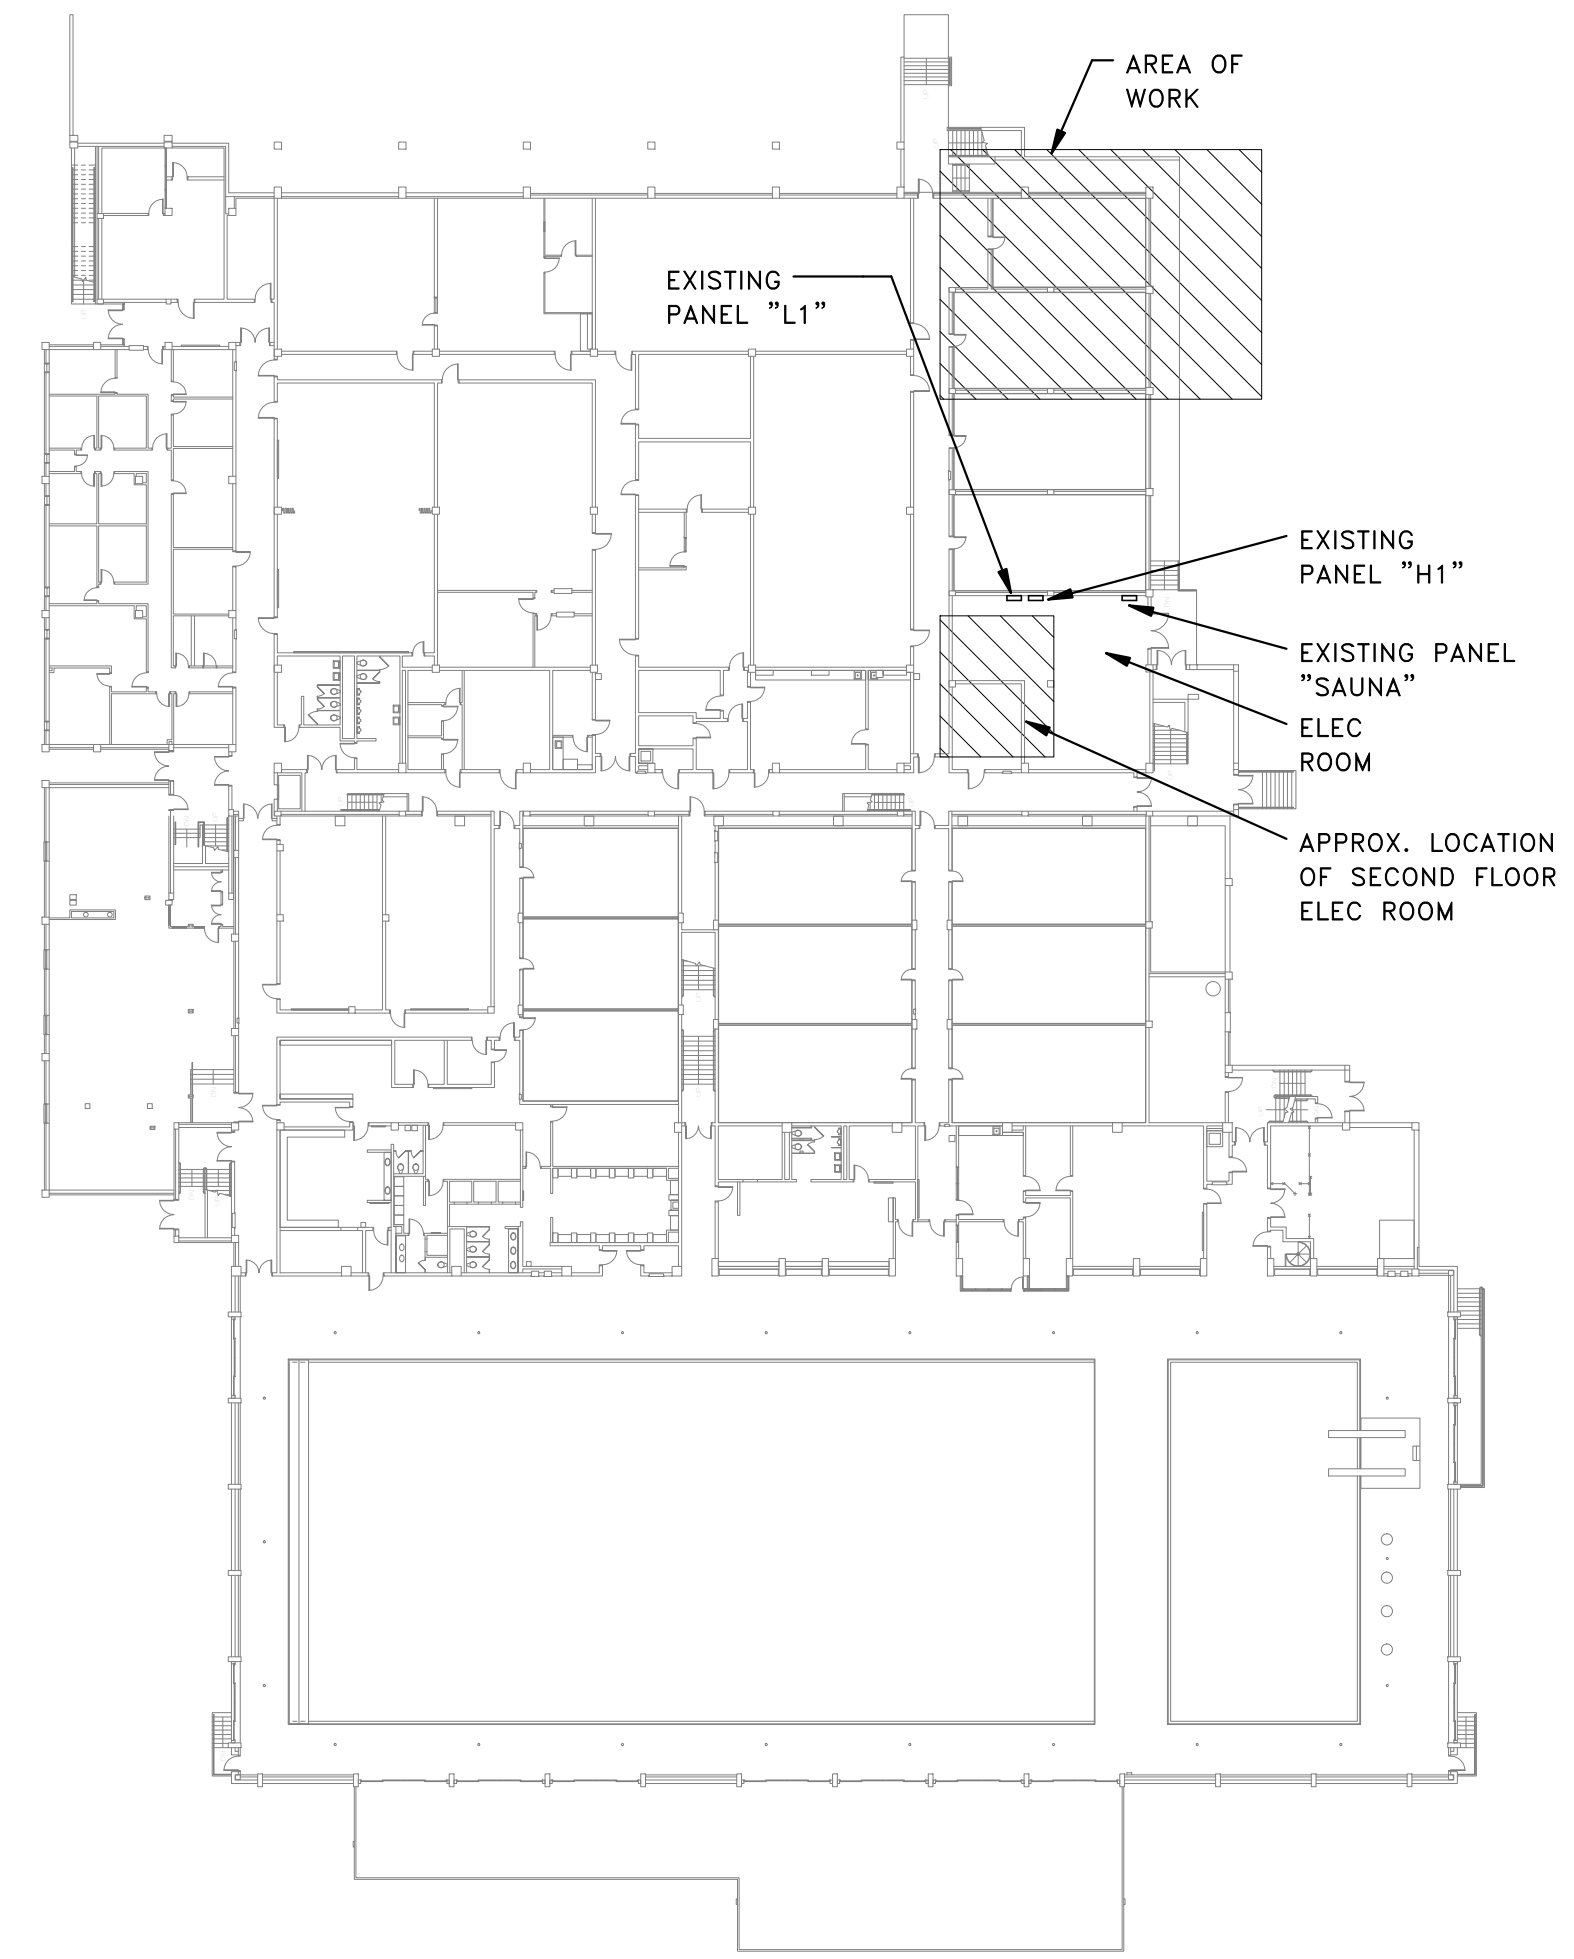 AREA OF
WORK
EXISTING
PANEL "L1"
EXISTING
PANEL "H1"
EXISTING PANEL
"SAUNA"
ELEC
ROOM
APPROX. LOCATION
OF SECOND FLOOR
ELEC ROOM